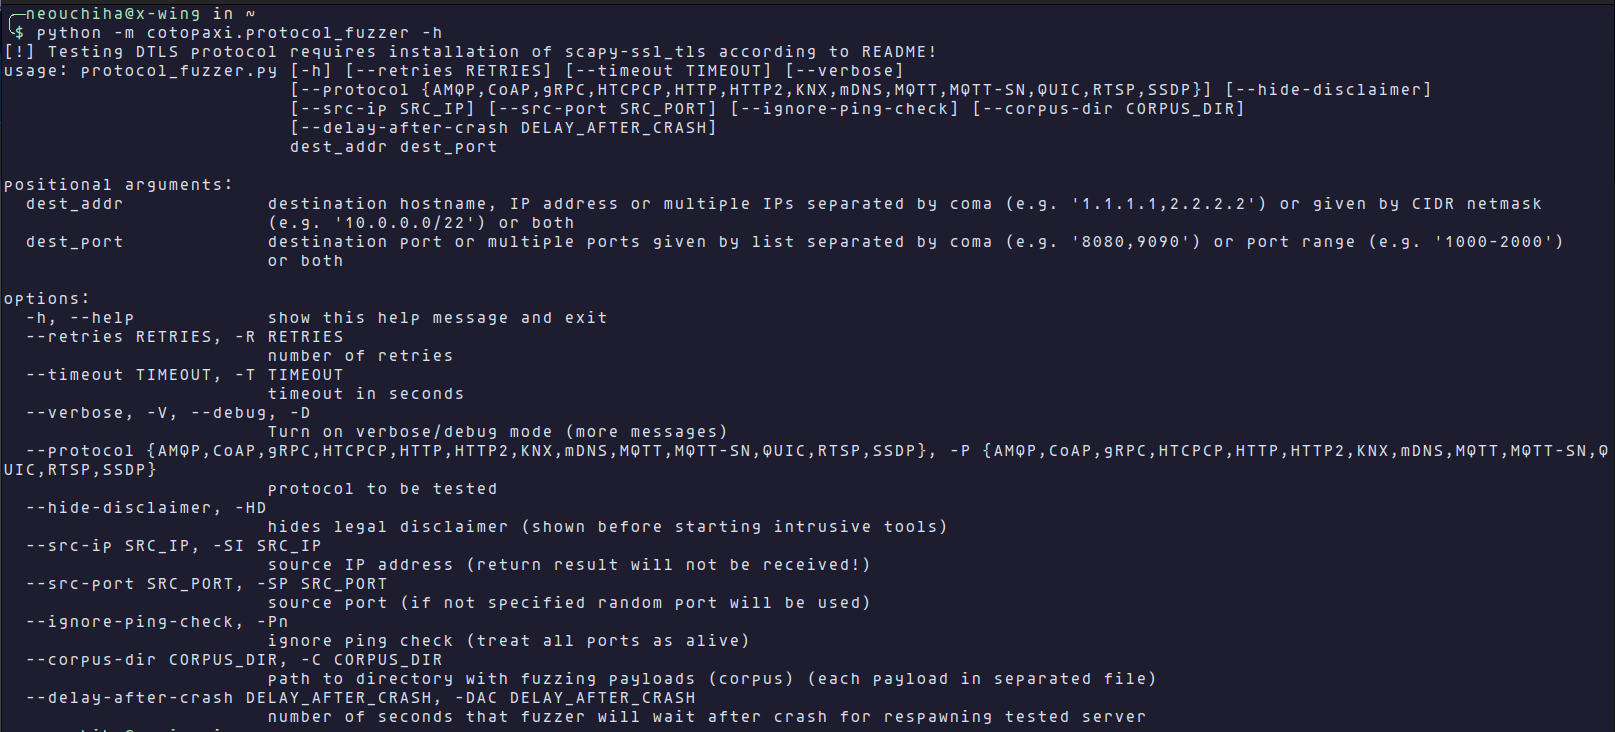 neouchiha@x-wing in ~
$ python -m cotopaxi.protocol_fuzzer -h
[!] Testing DTLS protocol requires installation of scapy-ssl_tls according to README!
usage: protocol_fuzzer.py [-h] [--retries RETRIES] [--timeout TIMEOUT] [--verbose]
[--protocol {AMQP,CoAP,gRPC,HTCPCP,HTTP,HTTP2,KNX,mDNS,MQTT,MQTT-SN,QUIC,RTSP,SSDP}] [--hide-disclaimer]
[--src-ip SRC_IP] [--src-port SRC_PORT] [--ignore-ping-check] [--corpus-dir CORPUS_DIR]
[--delay-after-crash DELAY_AFTER_CRASH]
dest_addr dest_port
positional arguments:
dest_addr destination hostname, IP address or multiple IPs separated by coma (e.g. '1.1.1.1,2.2.2.2') or given by CIDR netmask
(e.g. '10.0.0.0/22') or both
dest_port destination port or multiple ports given by list separated by coma (e.g. '8080,9090') or port range (e.g. '1000-2000')
or both
options:
-h, --help show this help message and exit
--retries RETRIES, -R RETRIES
number of retries
--timeout TIMEOUT, -T TIMEOUT
timeout in seconds
--verbose, -V, --debug, -D
Turn on verbose/debug mode (more messages)
--protocol {AMQP,CoAP,gRPC,HTCPCP,HTTP,HTTP2,KNX,mDNS,MQTT,MQTT-SN,QUIC,RTSP,SSDP}, -P {AMQP,CoAP,gRPC,HTCPCP,HTTP,HTTP2,KNX,mDNS,MQTT,MQTT-SN,Q
UIC,RTSP,SSDP}
protocol to be tested
--hide-disclaimer, -HD
hides legal disclaimer (shown before starting intrusive tools)
--src-ip SRC_IP, -SI SRC_IP
source IP address (return result will not be received!)
--src-port SRC_PORT, -SP SRC_PORT
source port (if not specified random port will be used)
--ignore-ping-check, -Pn
ignore ping check (treat all ports as alive)
--corpus-dir CORPUS_DIR, -C CORPUS_DIR
path to directory with fuzzing payloads (corpus) (each payload in separated file)
--delay-after-crash DELAY_AFTER_CRASH, -DAC DELAY_AFTER_CRASH
number of seconds that fuzzer will wait after crash for respawning tested server